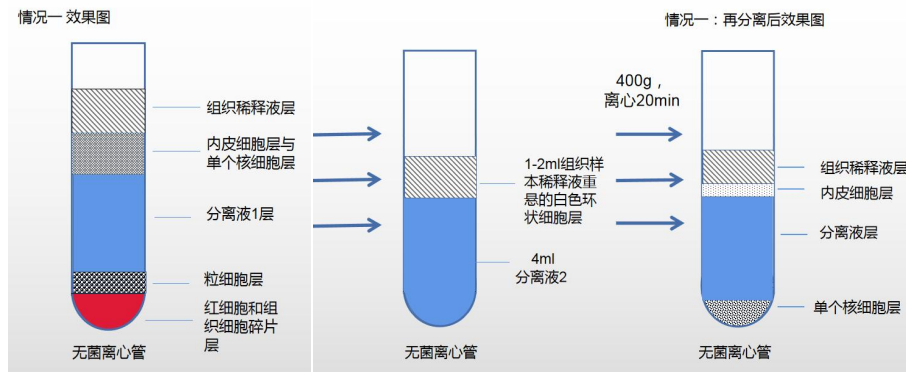 情况一 效果图
组织稀释液层
内皮细胞层与
单个核细胞层
分离液1层
粒细胞层
红细胞和组
织细胞碎片
层
无菌离心管
1-2ml组织样
本稀释液重
悬的白色环
状细胞层
4ml
分离液2
无菌离心管
400g，
离心20min
情况一：再分离后效果图
组织稀释液层
内皮细胞层
分离液层
单个核细胞层
无菌离心管